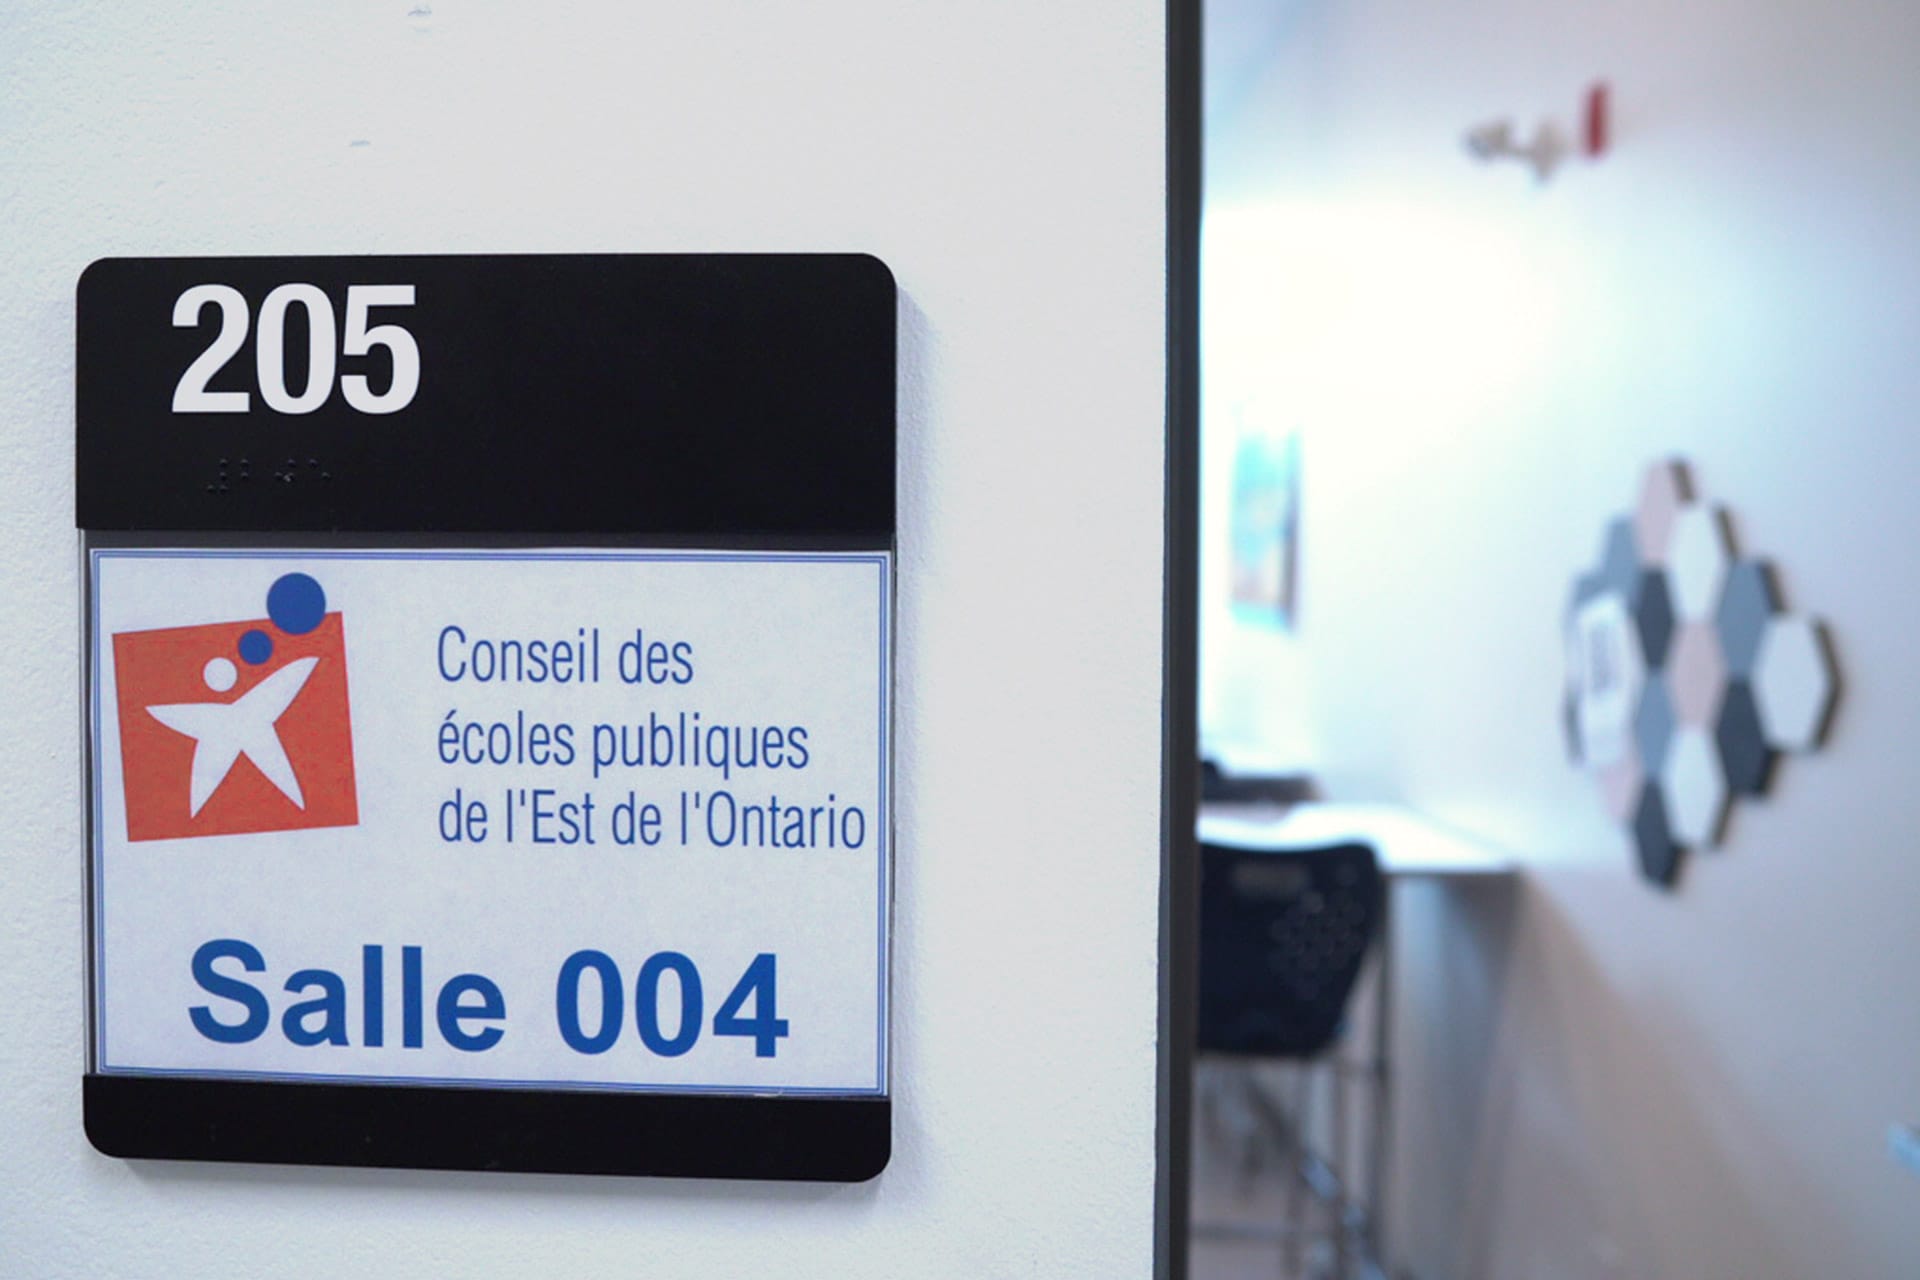 205
Conseil des
écoles publiques
de l'Est de l'Ontario
Salle 004